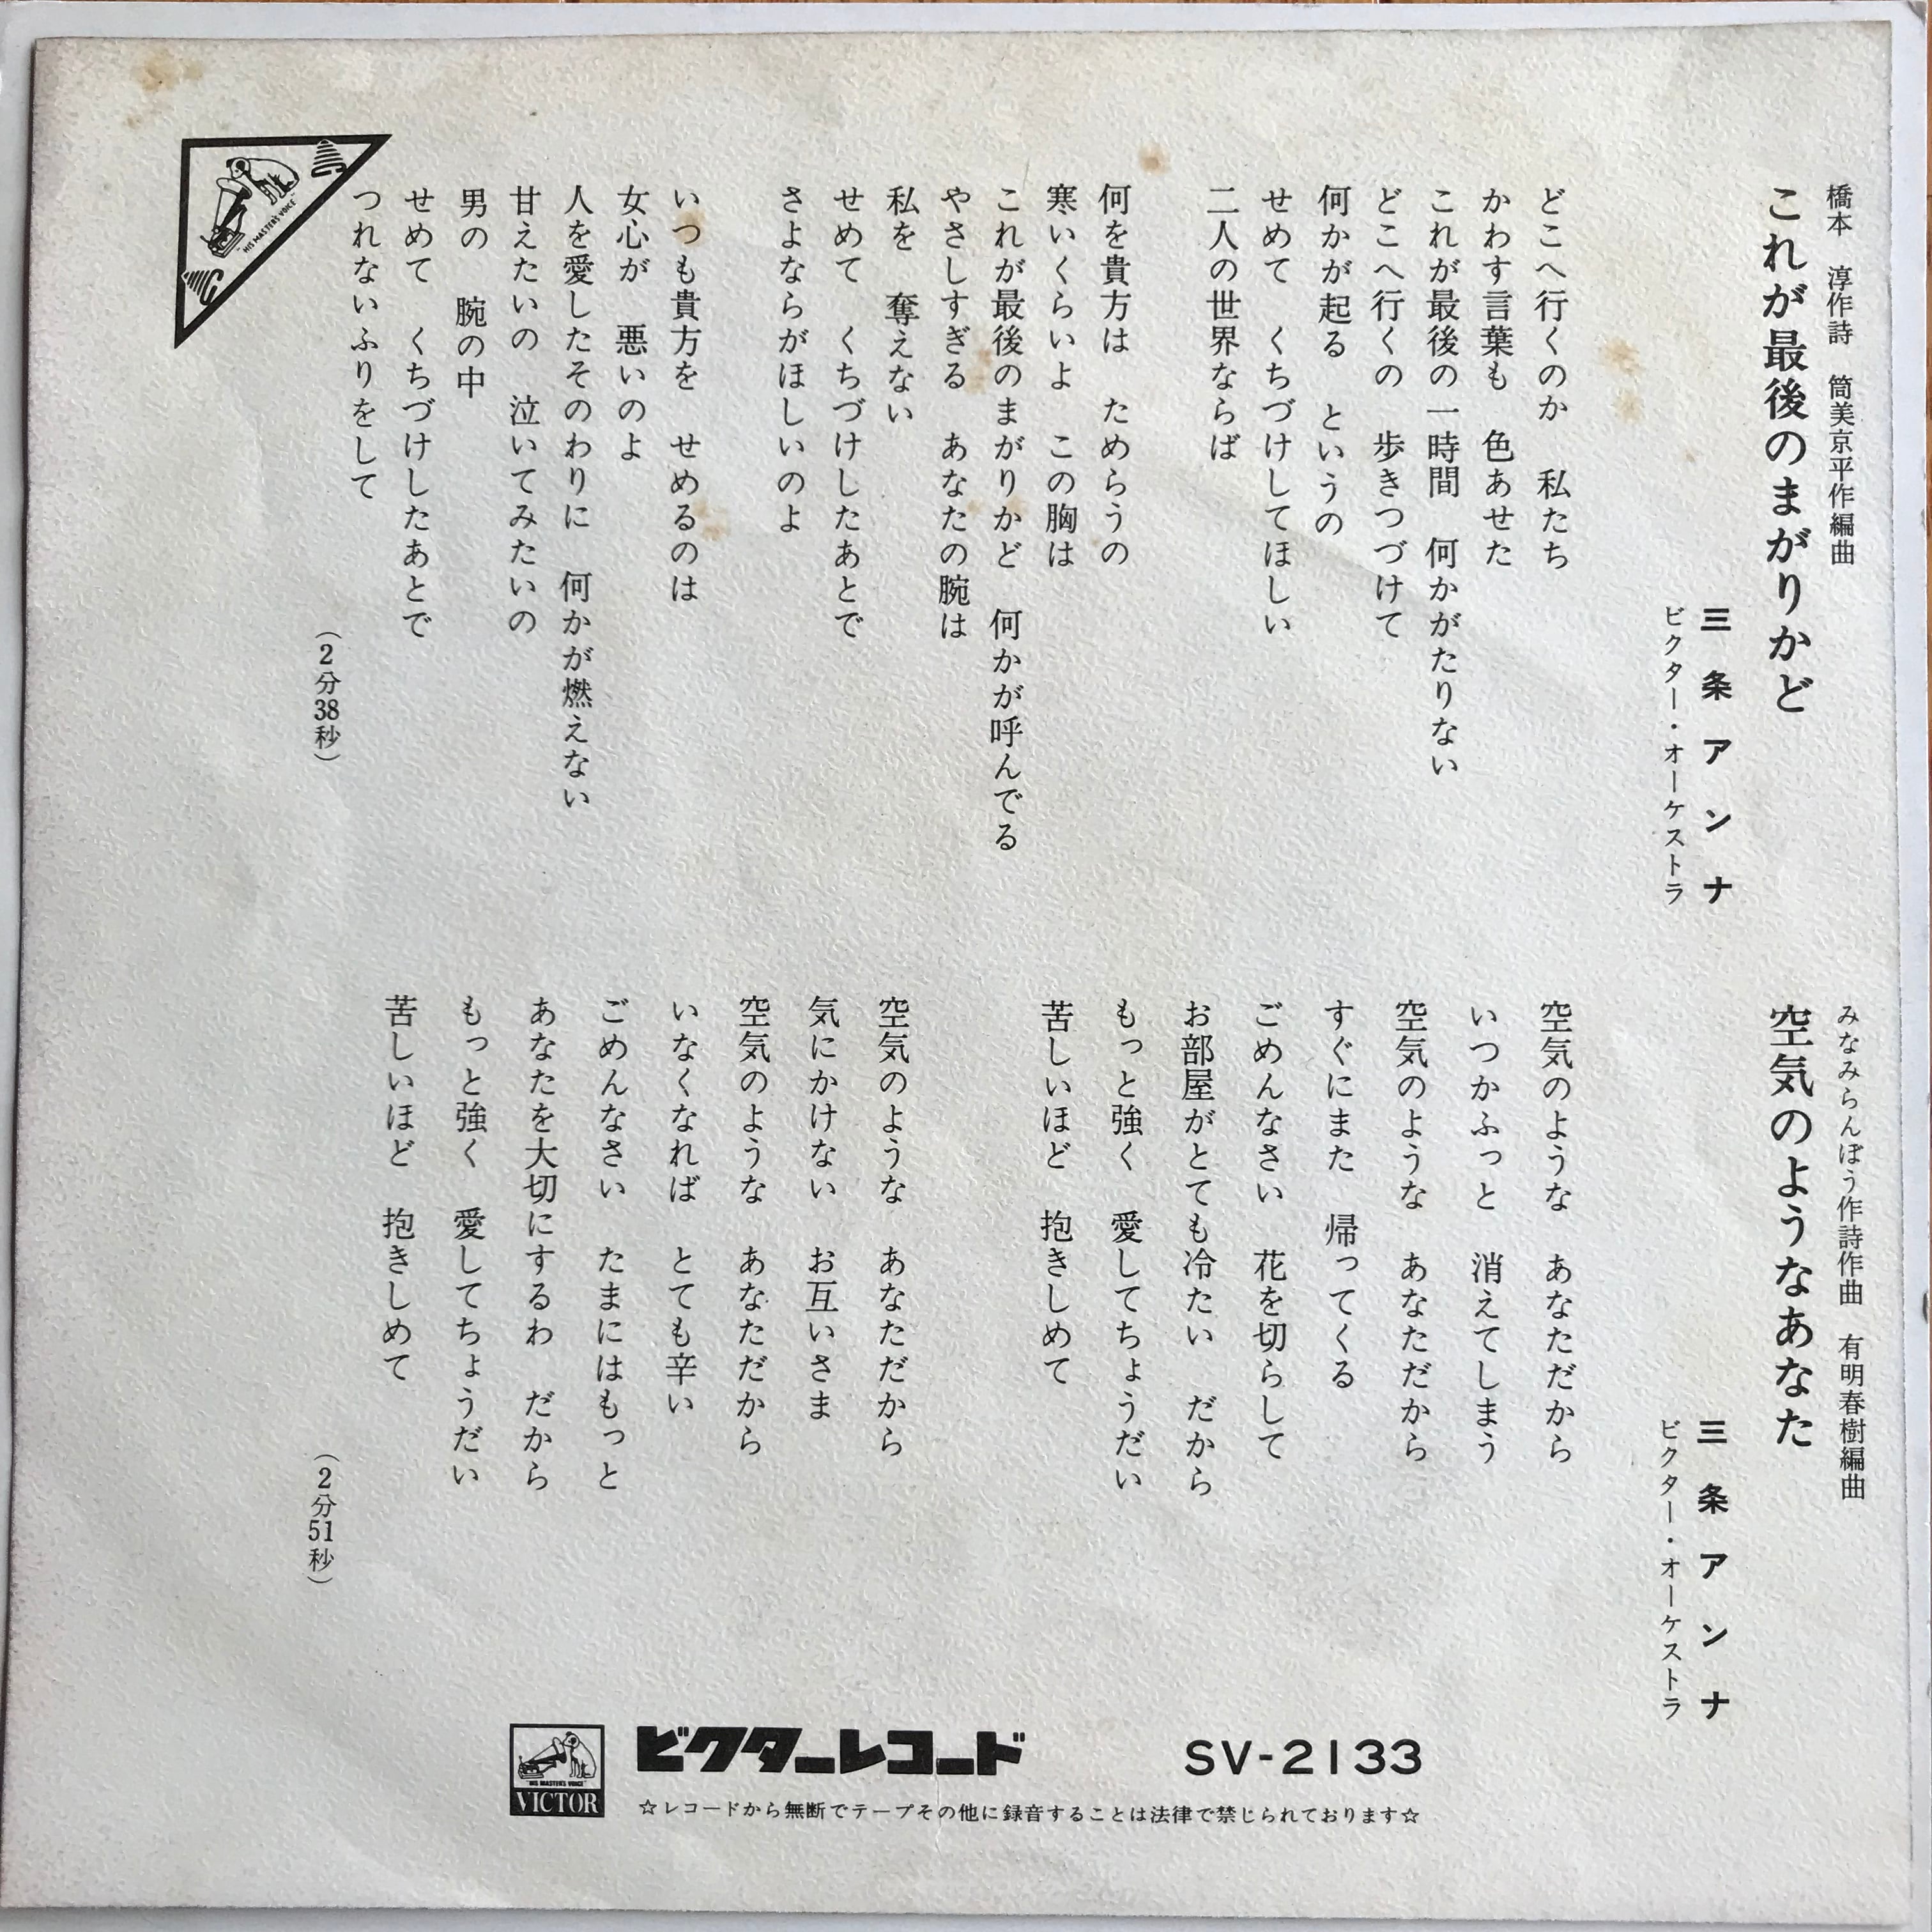 橋本 淳作詩 筒美京平作編曲
これが最後のまがりかど
三条アンナ
ビクター・オーケストラ
どこへ行くのか 私たち
かわす言葉も 色あせた
これが最後の一時間 何かがたりない
どこへ行くの 歩きつづけて
何かが起る というの
せめて くちづけしてほしい
二人の世界ならば
何を貴方は ためらうの
寒いくらいよ この胸は
これが最後のまがりかど 何かが呼んでる
やさしすぎる あなたの腕は
私を 奪えない
せめて くちづけしたあとで
さよならがほしいのよ
いつも貴方を せめるのは
女心が 悪いのよ
人を愛したそのわりに 何かが燃えない
甘えたいの 泣いてみたいの
男の 腕の中
せめて くちづけしたあとで
つれないふりをして
（2分38秒）
HIS MASTER'S VOICE
みなみらんぼう作詩作曲 有明春樹編曲
空気のようなあなた
三条アンナ
ビクター・オーケストラ
空気のような あなただから
いつかふっと 消えてしまう
空気のような あなただから
すぐにまた 帰ってくる
ごめんなさい 花を切らして
お部屋がとても冷たい だから
もっと強く 愛してちょうだい
苦しいほど 抱きしめて
空気のような あなただから
気にかけない お互いさま
空気のような あなただから
いなくなれば とても辛い
ごめんなさい たまにはもっと
あなたを大切にするわ だから
もっと強く 愛してちょうだい
苦しいほど 抱きしめて
（2分51秒）
"HIS MASTER'S VOICE"
VICTOR
ビクターレコード SV-2133
☆レコードから無断でテープその他に録音することは法律で禁じられております☆